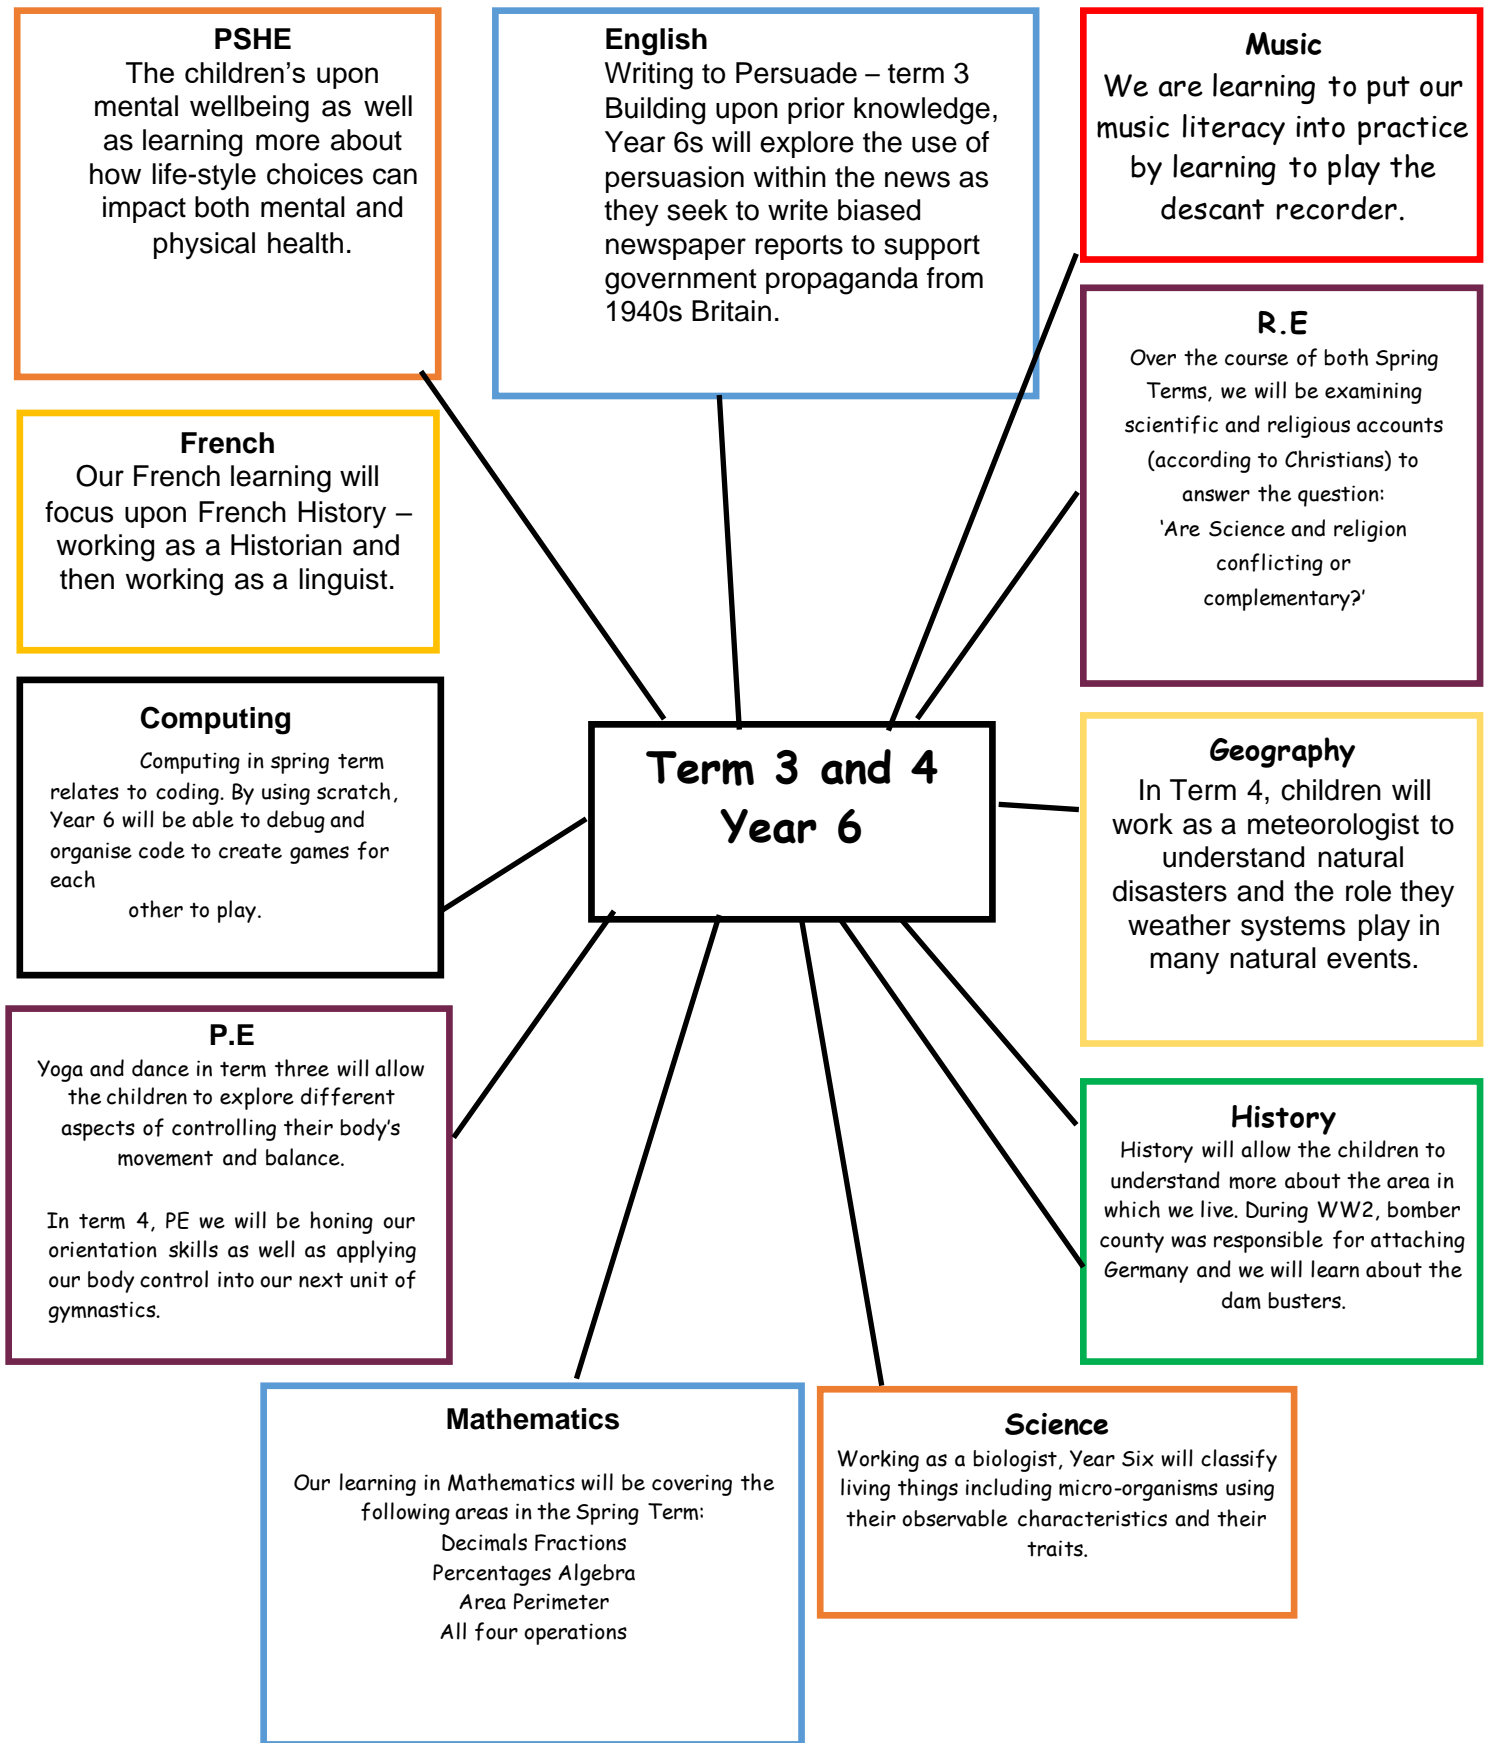 PSHE
The children’s upon
mental wellbeing as well
as learning more about
how life-style choices can
impact both mental and
physical health.
English
Writing to Persuade – term 3
Building upon prior knowledge,
Year 6s will explore the use of
persuasion within the news as
they seek to write biased
newspaper reports to support
government propaganda from
1940s Britain.
Music
We are learning to put our
music literacy into practice
by learning to play the
descant recorder.
R.E
Over the course of both Spring
Terms, we will be examining
scientific and religious accounts
(according to Christians) to
answer the question:
‘Are Science and religion
conflicting or
complementary?’
French
Our French learning will
focus upon French History –
working as a Historian and
then working as a linguist.
Computing
Computing in spring term
relates to coding. By using scratch,
Year 6 will be able to debug and
organise code to create games for
each
other to play.
Term 3 and 4
Year 6
Geography
In Term 4, children will
work as a meteorologist to
understand natural
disasters and the role they
weather systems play in
many natural events.
P.E
Yoga and dance in term three will allow
the children to explore different
aspects of controlling their body’s
movement and balance.
In term 4, PE we will be honing our
orientation skills as well as applying
our body control into our next unit of
gymnastics.
History
History will allow the children to
understand more about the area in
which we live. During WW2, bomber
county was responsible for attaching
Germany and we will learn about the
dam busters.
Mathematics
Our learning in Mathematics will be covering the
following areas in the Spring Term:
Decimals Fractions
Percentages Algebra
Area Perimeter
All four operations
Science
Working as a biologist, Year Six will classify
living things including micro-organisms using
their observable characteristics and their
traits.